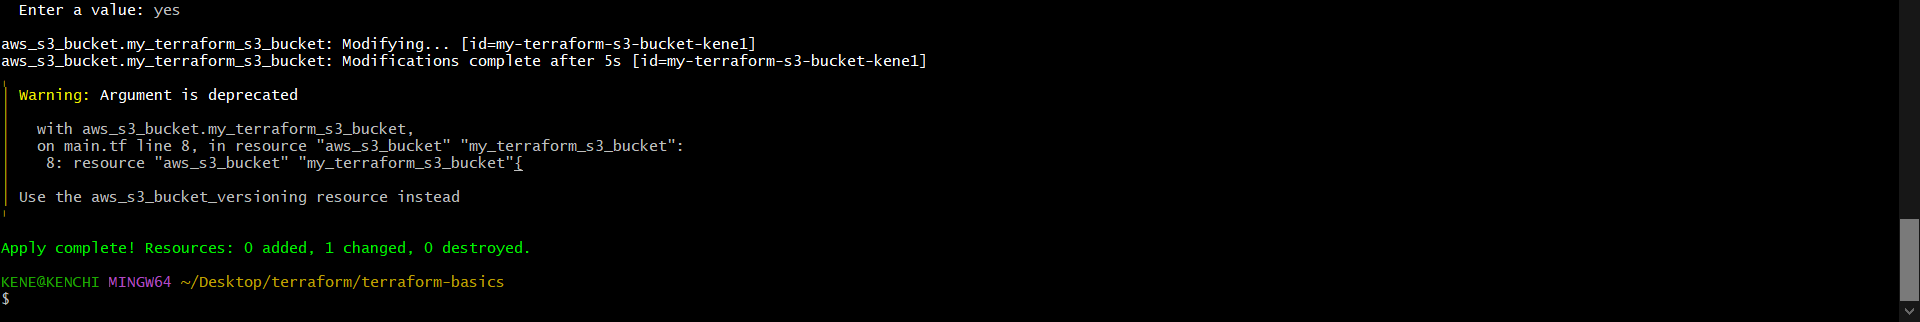 Enter a value: yes
aws_s3_bucket.my_terraform_s3_bucket: Modifying... [id=my-terraform-s3-bucket-kene1]
aws_s3_bucket.my_terraform_s3_bucket: Modifications complete after 5s [id=my-terraform-s3-bucket-kene1]
Warning: Argument is deprecated
with aws_s3_bucket.my_terraform_s3_bucket,
on main.tf line 8, in resource "aws_s3_bucket" "my_terraform_s3_bucket":
8: resource "aws_s3_bucket" "my_terraform_s3_bucket"{
Use the aws_s3_bucket_versioning resource instead
Apply complete! Resources: 0 added, 1 changed, 0 destroyed.
KENE@KENCHI MINGW64 ~/Desktop/terraform/terraform-basics
$